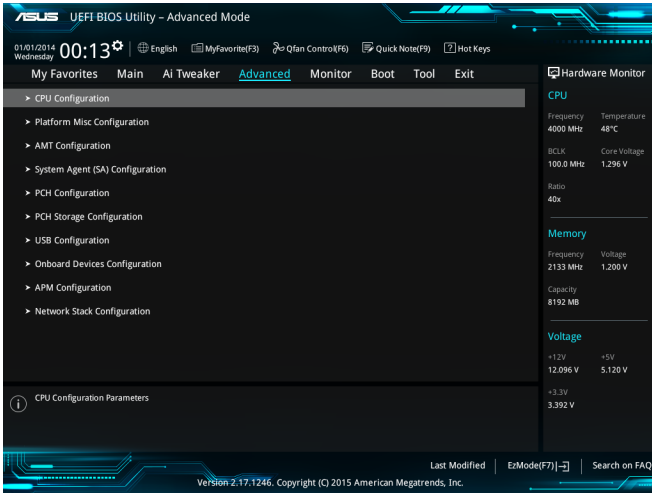 ASUS UEFI BIOS Utility – Advanced Mode
01/01/2014
Wednesday
00:13
English
MyFavorite(F3)
Qfan Control(F6)
Quick Note(F9)
? Hot Keys
My Favorites Main Ai Tweaker Advanced Monitor Boot Tool Exit
Hardware Monitor
> CPU Configuration
> Platform Misc Configuration
> AMT Configuration
> System Agent (SA) Configuration
> PCH Configuration
> PCH Storage Configuration
> USB Configuration
> Onboard Devices Configuration
> APM Configuration
> Network Stack Configuration
CPU
Frequency Temperature
4000 MHz 48°C
BCLK Core Voltage
100.0 MHz 1.296 V
Ratio
40x
Memory
Frequency Voltage
2133 MHz 1.200 V
Capacity
8192 MB
Voltage
+12V +5V
12.096 V 5.120 V
+3.3V
3.392 V
i CPU Configuration Parameters
Last Modified EzMode(F7)| Search on FAQ
Version 2.17.1246. Copyright (C) 2015 American Megatrends, Inc.